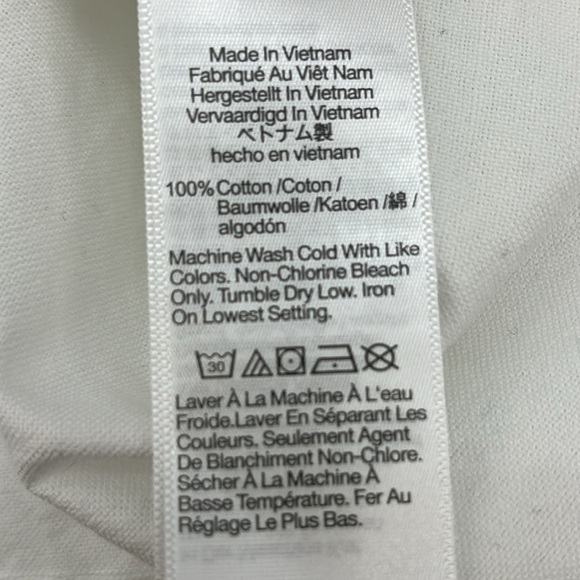 Made In Vietnam
Fabriqué Au Viêt Nam
Hergestellt In Vietnam
Vervaardigd In Vietnam
ベトナム製
hecho en vietnam
100% Cotton /Coton /
Baumwolle /Katoen /綿 /
algodón
Machine Wash Cold With Like
Colors. Non-Chlorine Bleach
Only. Tumble Dry Low. Iron
On Lowest Setting.
30
Laver À La Machine À L'eau
Froide.Laver En Séparant Les
Couleurs. Seulement Agent
De Blanchiment Non-Chlore.
Sécher À La Machine À
Basse Température. Fer Au
Réglage Le Plus Bas.